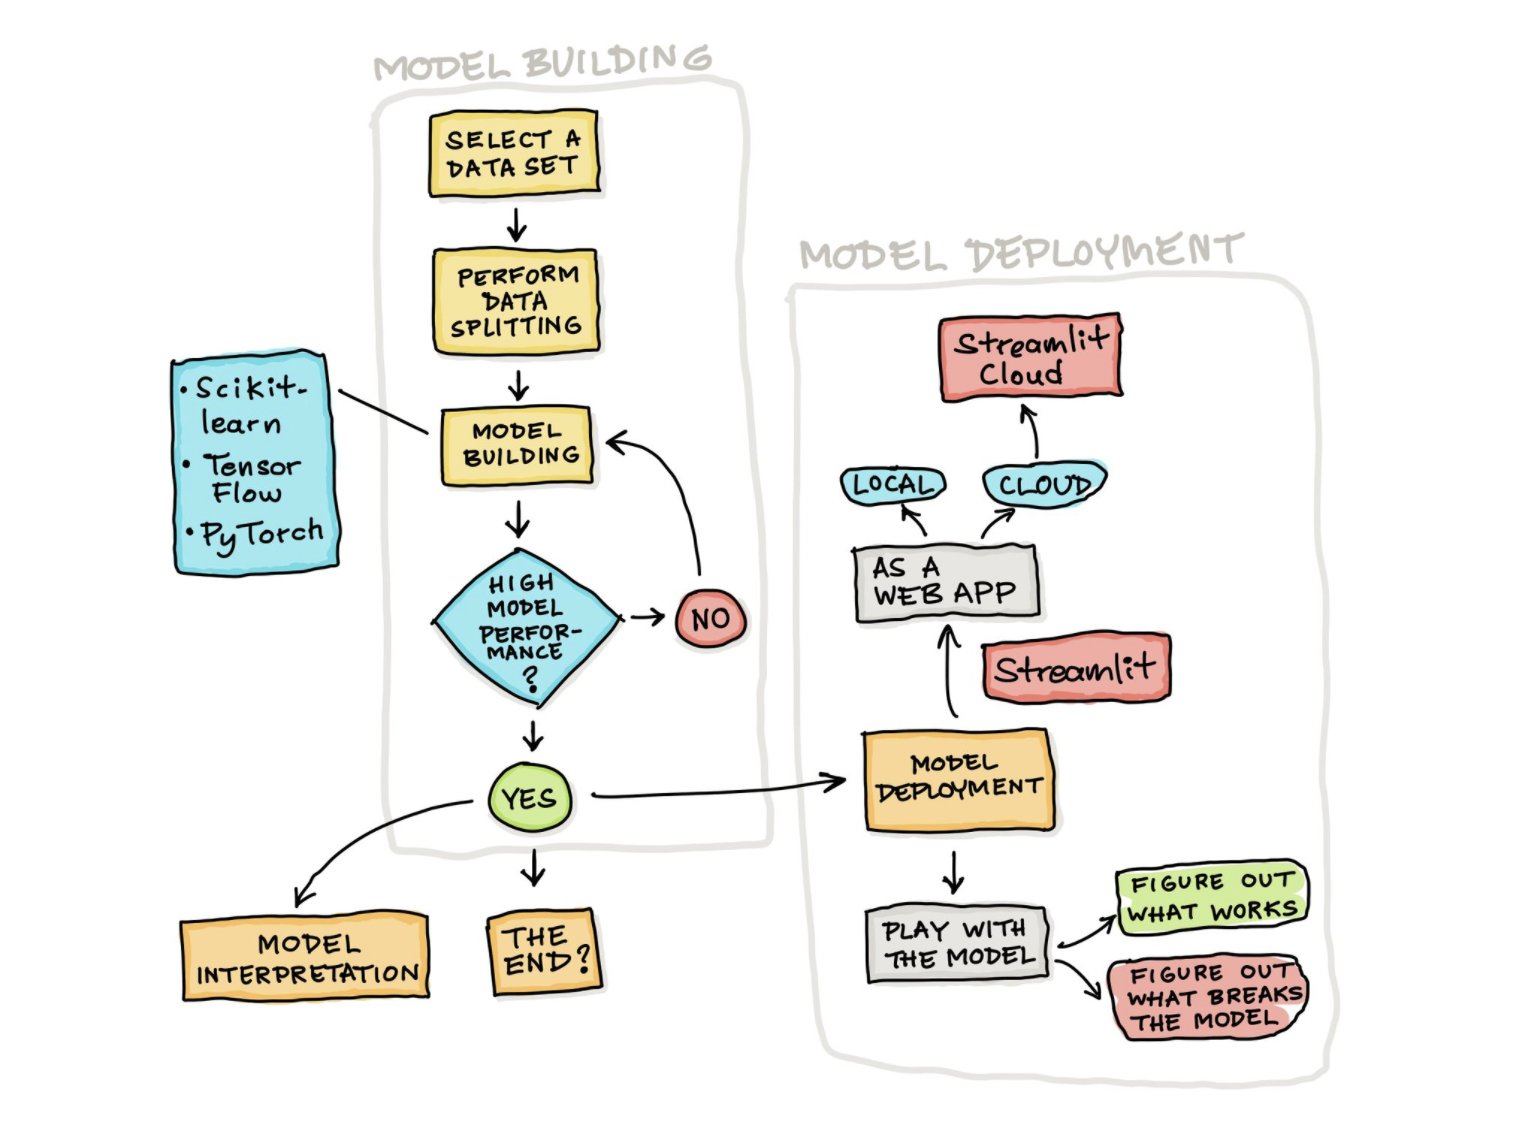 MODEL BUILDING
SELECT A
DATA SET
PERFORM
DATA
SPLITTING
• Scikit-
learn
• Tensor
Flow
• PyTorch
MODEL
BUILDING
HIGH
MODEL
PERFOR-
MANCE
?
NO
YES
MODEL
INTERPRETATION
THE
END?
MODEL DEPLOYMENT
Streamlit
Cloud
LOCAL
CLOUD
AS A
WEB APP
Streamlit
MODEL
DEPLOYMENT
PLAY WITH
THE MODEL
FIGURE OUT
WHAT WORKS
FIGURE OUT
WHAT BREAKS
THE MODEL